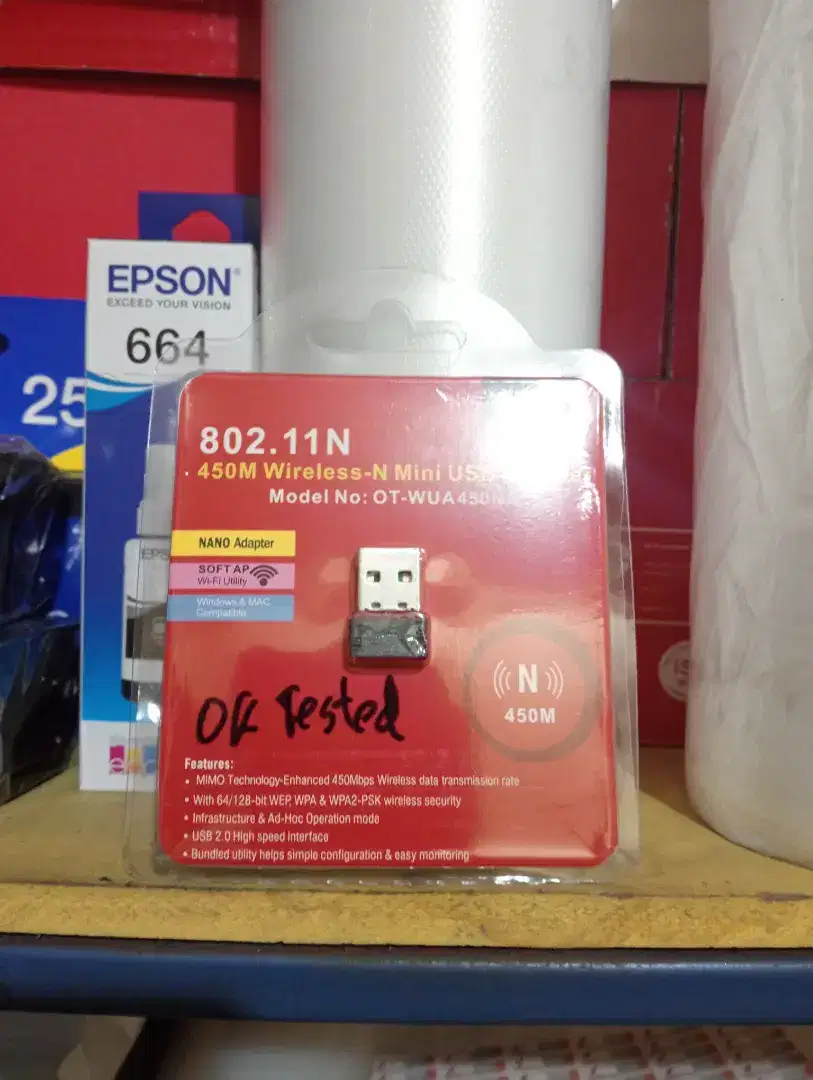 EPSON
EXCEED YOUR VISION
664
25
EPS
802.11N
450M Wireless-N Mini USB
Model No: OT-WUA450N
NANO Adapter
SOFT AP
Wi-Fi Utility
Windows & MAC
Compatible
N
450M
OK Tested
Features:
• MIMO Technology-Enhanced 450Mbps Wireless data transmission rate
• With 64/128-bit WEP, WPA & WPA2-PSK wireless security
• Infrastructure & Ad-Hoc Operation mode
• USB 2.0 High speed Interface
• Bundled utility helps simple configuration & easy monitoring